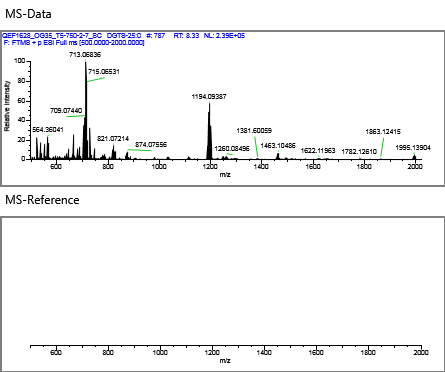 MS-Data
QEF1628_OG35_T5-750-2-7_BC DGTS-25:0 #: 787 RT: 8.33 NL: 2.39E+05
F: FTMS + p ESI Full ms [500.0000-2000.0000]
713.06836
100
715.06531
80
1194.09387
60
709.07440
40
564.36041
821.07214
1381.60059
1863.12415
20
874.07556
1260.08496
1463.10486
1622.11963
1782.12610
1995.13904
0
Relative Intensity
600 800 1000 1200 1400 1600 1800 2000
m/z
MS-Reference
600 800 1000 1200 1400 1600 1800 2000
m/z